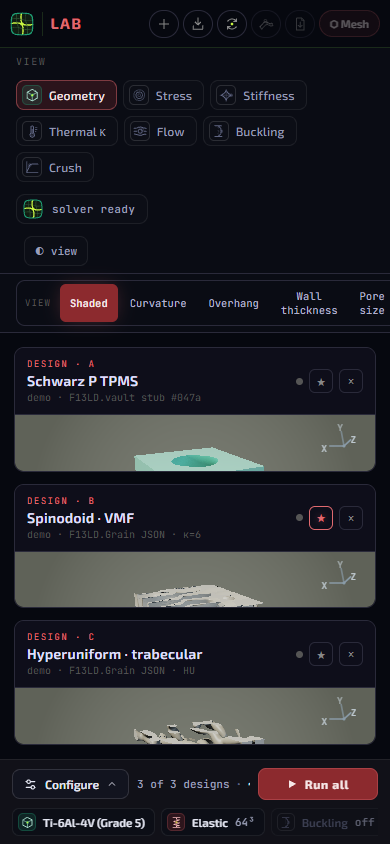 LAB
Mesh
VIEW
Geometry
Stress
Stiffness
Thermal κ
Flow
Buckling
Crush
solver ready
view
VIEW
Shaded
Curvature
Overhang
Wall thickness
Pore size
DESIGN · A
Schwarz P TPMS
demo · F13LD.vault stub #047a
Y
X
Z
DESIGN · B
Spinodoid · VMF
demo · F13LD.Grain JSON · κ=6
Y
X
Z
DESIGN · C
Hyperuniform · trabecular
demo · F13LD.Grain JSON · HU
Y
X
Z
Configure
3 of 3 designs ·
Run all
Ti-6Al-4V (Grade 5)
Elastic 64³
Buckling off